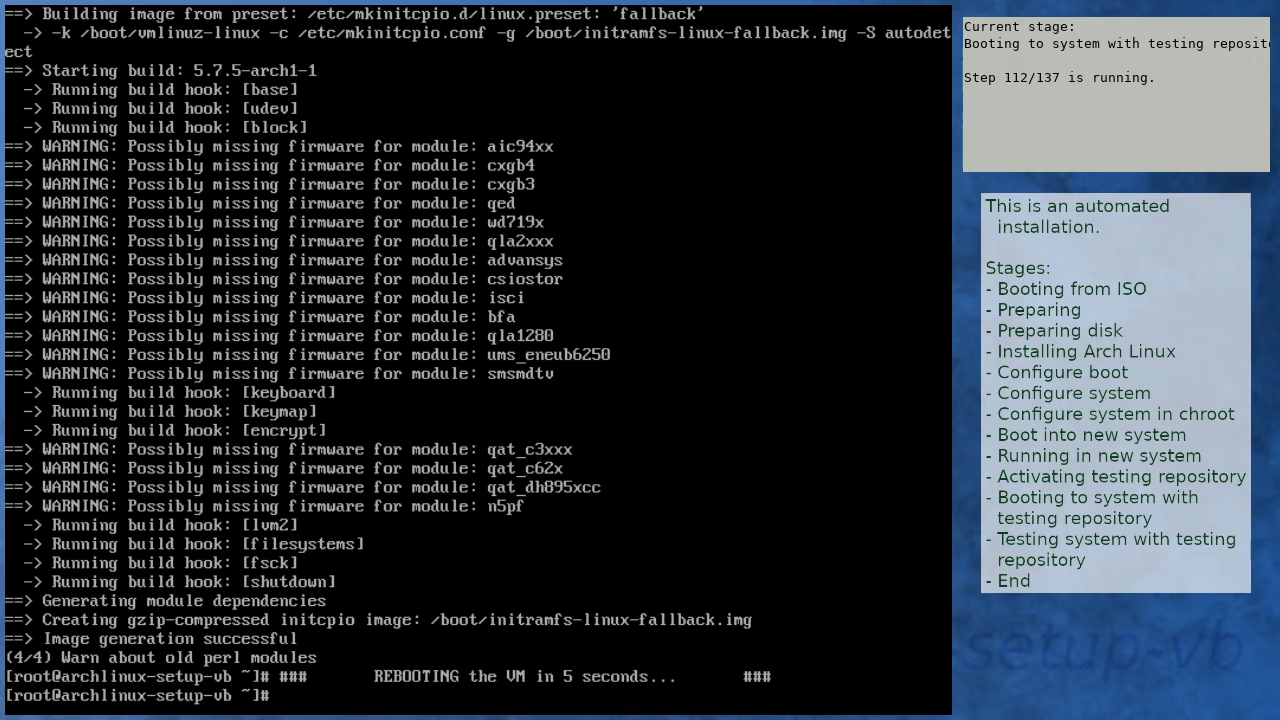 ==> Building image from preset: /etc/mkinitcpio.d/linux.preset: 'fallback'
  -> -k /boot/vmlinuz-linux -c /etc/mkinitcpio.conf -g /boot/initramfs-linux-fallback.img -S autodet
ect
==> Starting build: 5.7.5-arch1-1
  -> Running build hook: [base]
  -> Running build hook: [udev]
  -> Running build hook: [block]
==> WARNING: Possibly missing firmware for module: aic94xx
==> WARNING: Possibly missing firmware for module: cxgb4
==> WARNING: Possibly missing firmware for module: cxgb3
==> WARNING: Possibly missing firmware for module: qed
==> WARNING: Possibly missing firmware for module: wd719x
==> WARNING: Possibly missing firmware for module: qla2xxx
==> WARNING: Possibly missing firmware for module: advansys
==> WARNING: Possibly missing firmware for module: csiostor
==> WARNING: Possibly missing firmware for module: isci
==> WARNING: Possibly missing firmware for module: bfa
==> WARNING: Possibly missing firmware for module: qla1280
==> WARNING: Possibly missing firmware for module: ums_eneub6250
==> WARNING: Possibly missing firmware for module: smsmdtv
  -> Running build hook: [keyboard]
  -> Running build hook: [keymap]
  -> Running build hook: [encrypt]
==> WARNING: Possibly missing firmware for module: qat_c3xxx
==> WARNING: Possibly missing firmware for module: qat_c62x
==> WARNING: Possibly missing firmware for module: qat_dh895xcc
==> WARNING: Possibly missing firmware for module: n5pf
  -> Running build hook: [lvm2]
  -> Running build hook: [filesystems]
  -> Running build hook: [fsck]
  -> Running build hook: [shutdown]
==> Generating module dependencies
==> Creating gzip-compressed initcpio image: /boot/initramfs-linux-fallback.img
==> Image generation successful
(4/4) Warn about old perl modules
[root@archlinux-setup-vb ~]# ###       REBOOTING the VM in 5 seconds...       ###
[root@archlinux-setup-vb ~]#
Current stage:
Booting to system with testing reposito
Step 112/137 is running.
This is an automated
installation.
Stages:
- Booting from ISO
- Preparing
- Preparing disk
- Installing Arch Linux
- Configure boot
- Configure system
- Configure system in chroot
- Boot into new system
- Running in new system
- Activating testing repository
- Booting to system with
testing repository
- Testing system with testing
repository
- End
setup-vb